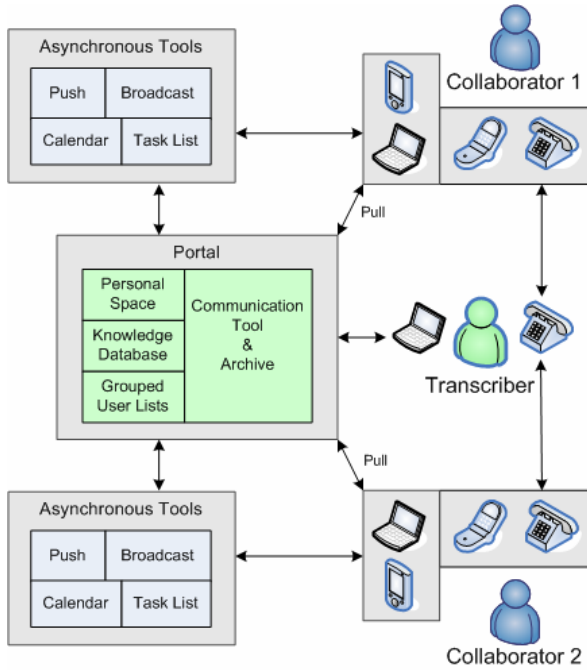 Asynchronous Tools
Push
Broadcast
Calendar
Task List
Collaborator 1
Pull
Portal
Personal
Space
Knowledge
Database
Grouped
User Lists
Communication
Tool
&
Archive
Transcriber
Pull
Asynchronous Tools
Push
Broadcast
Calendar
Task List
Collaborator 2